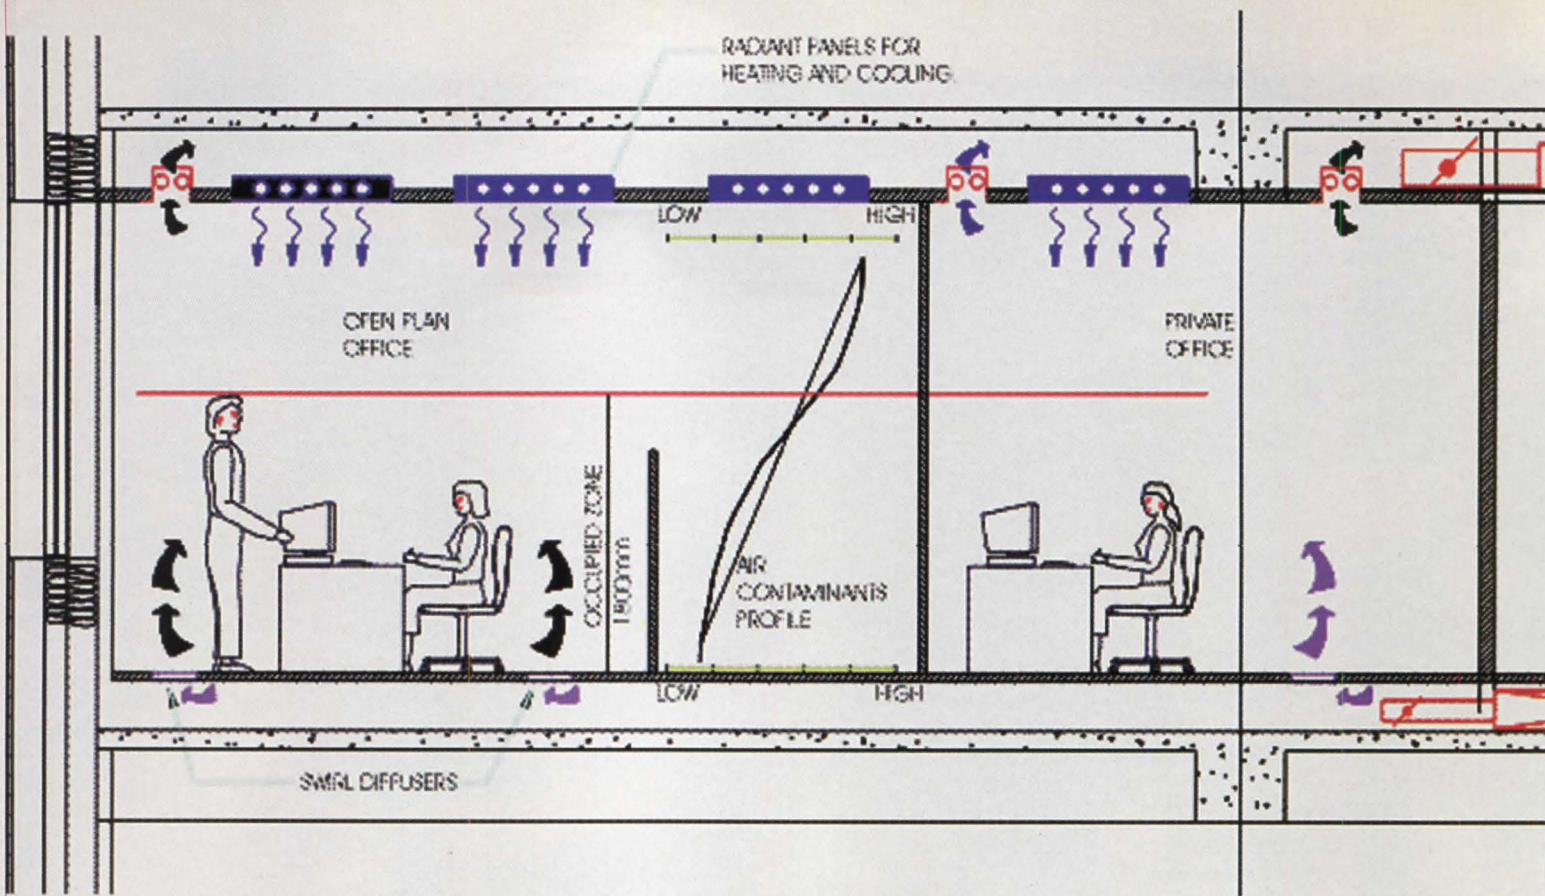 RADIANT PANELS FOR
HEATING AND COOLING.
LOW HIGH
OPEN PLAN
OFFICE
PRIVATE
OFFICE
OCCUPIED ZONE
1800mm
AIR
CONTAMINANTS
PROFILE
LOW HIGH
SWIRL DIFFUSERS